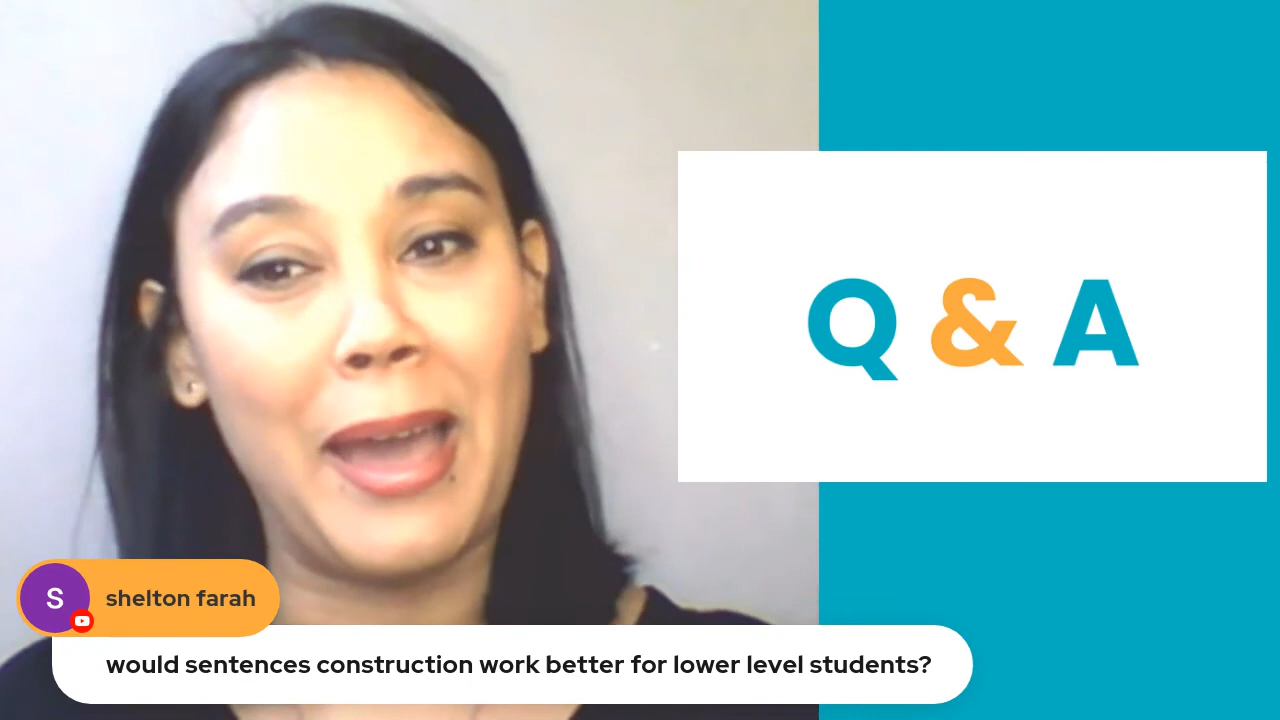 Q & A
S
shelton farah
would sentences construction work better for lower level students?